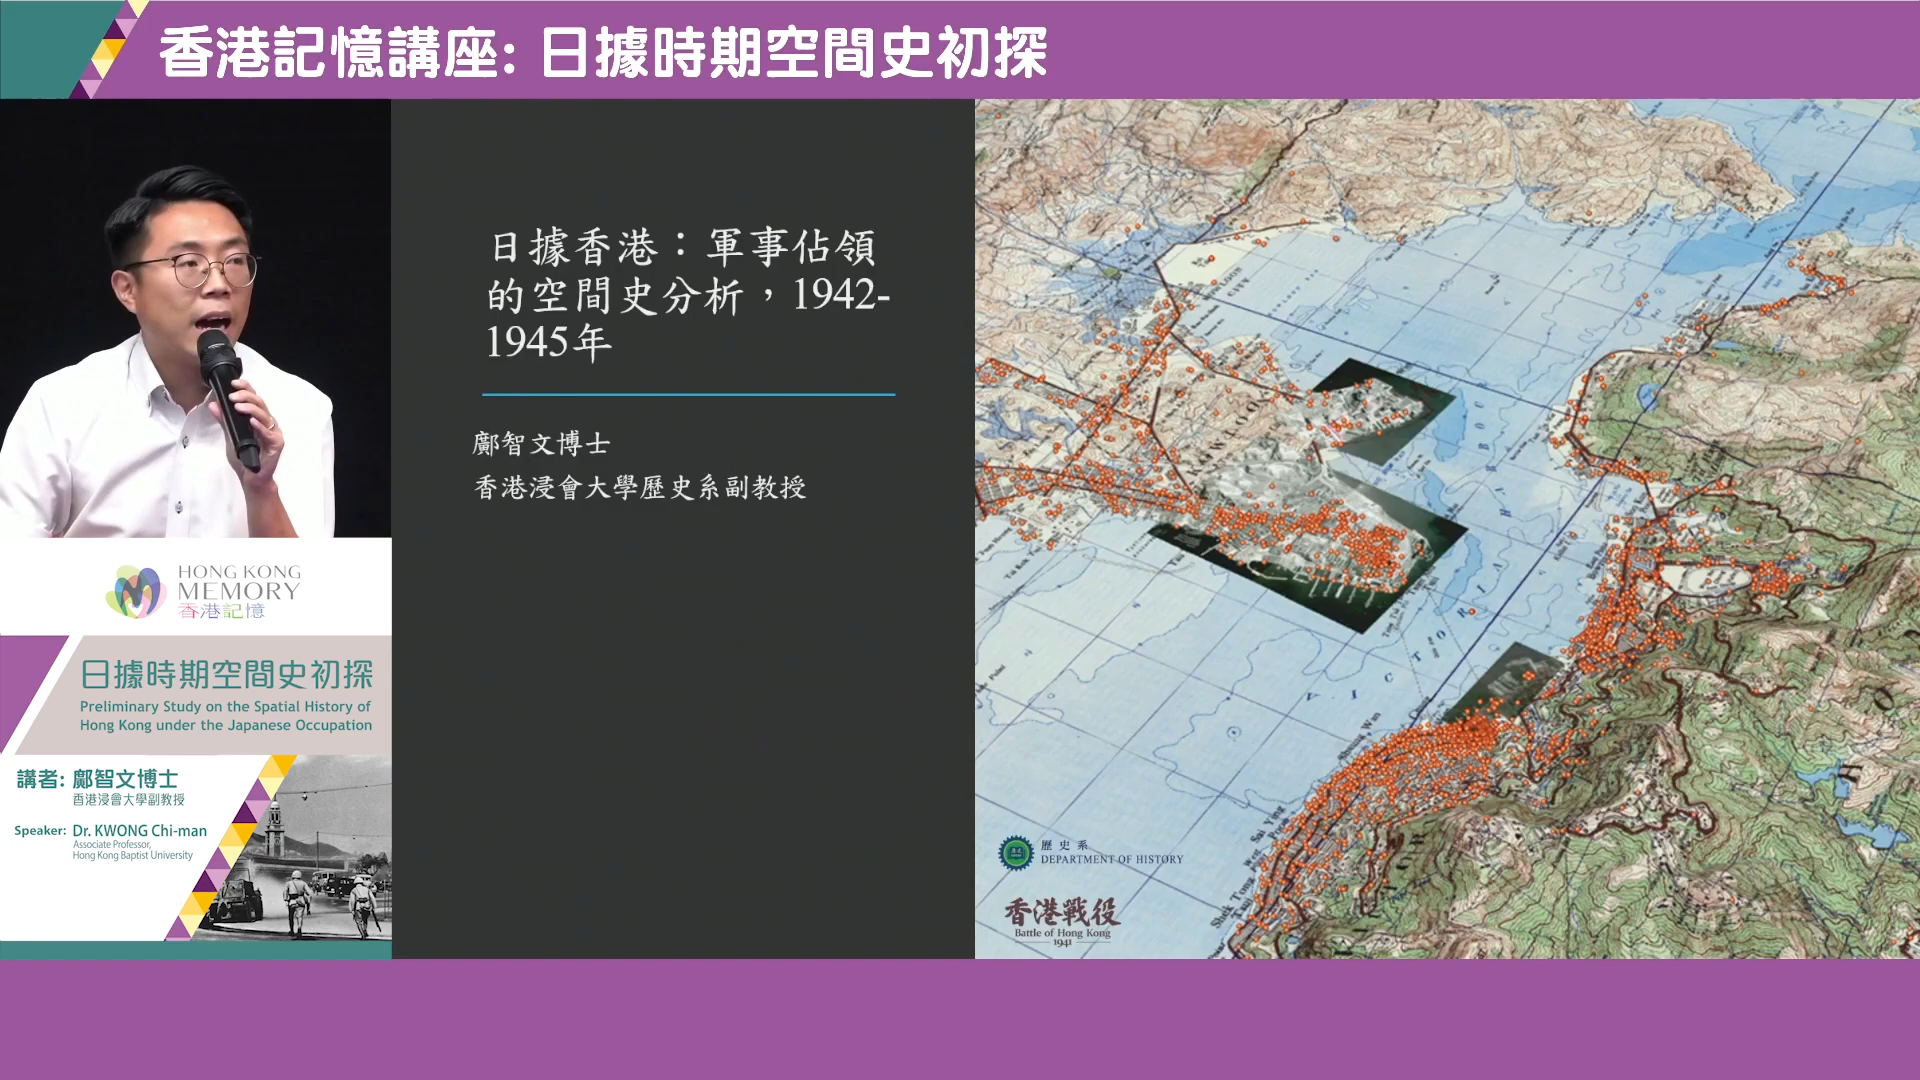 香港記憶講座: 日據時期空間史初探
日據香港：軍事佔領
的空間史分析，1942-
1945年
鄺智文博士
香港浸會大學歷史系副教授
HONG KONG
MEMORY
香港記憶
日據時期空間史初探
Preliminary Study on the Spatial History of
Hong Kong under the Japanese Occupation
講者: 鄺智文博士
香港浸會大學副教授
Speaker: Dr. KWONG Chi-man
Associate Professor,
Hong Kong Baptist University
KOWLOON
VICTORIA HARBOUR
Sai Ying
歷史系
DEPARTMENT OF HISTORY
香港戰役
Battle of Hong Kong
1941